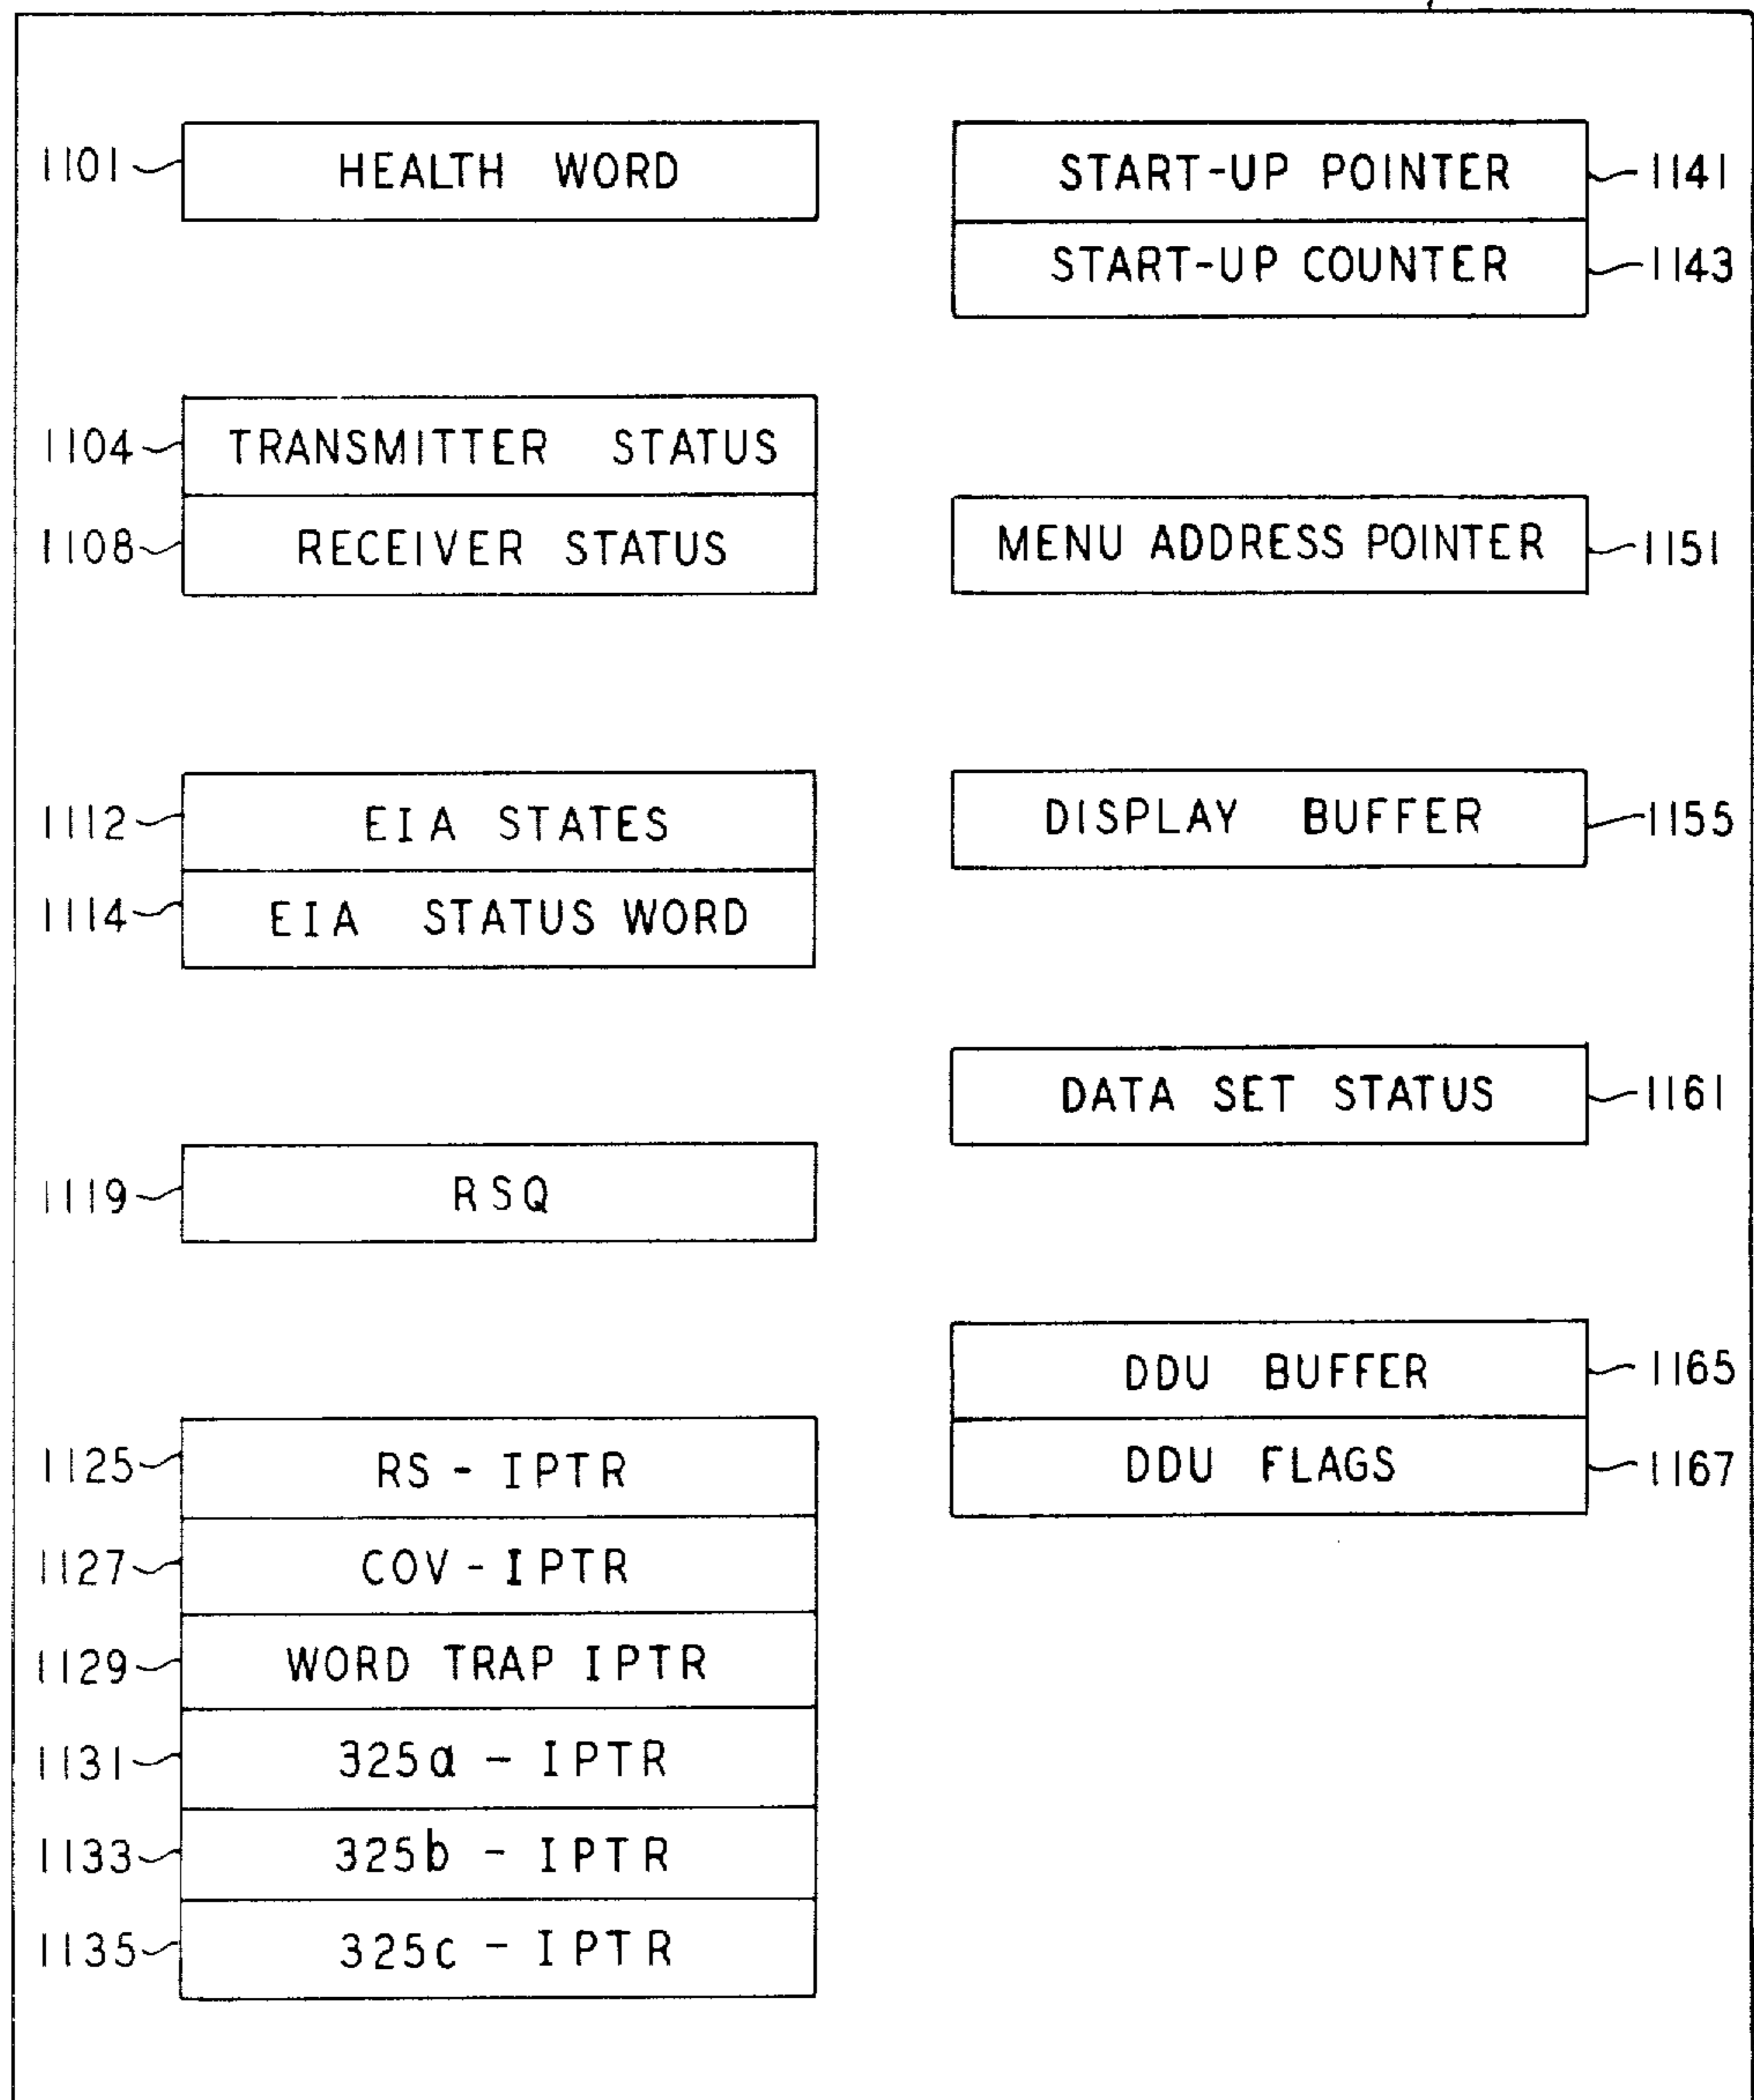 1101 HEALTH WORD
1104 TRANSMITTER STATUS
1108 RECEIVER STATUS
1112 EIA STATES
1114 EIA STATUS WORD
1119 RSQ
1125 RS - IPTR
1127 COV - IPTR
1129 WORD TRAP IPTR
1131 325a - IPTR
1133 325b - IPTR
1135 325c - IPTR
START-UP POINTER 1141
START-UP COUNTER 1143
MENU ADDRESS POINTER 1151
DISPLAY BUFFER 1155
DATA SET STATUS 1161
DDU BUFFER 1165
DDU FLAGS 1167